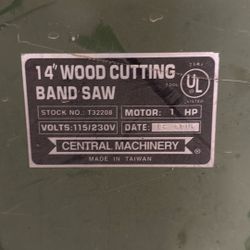 14" WOOD CUTTING
BAND SAW
UL
LISTED
STOCK NO.: T32208
MOTOR: 1 HP
VOLTS: 115/230V
DATE:
CENTRAL MACHINERY
MADE IN TAIWAN